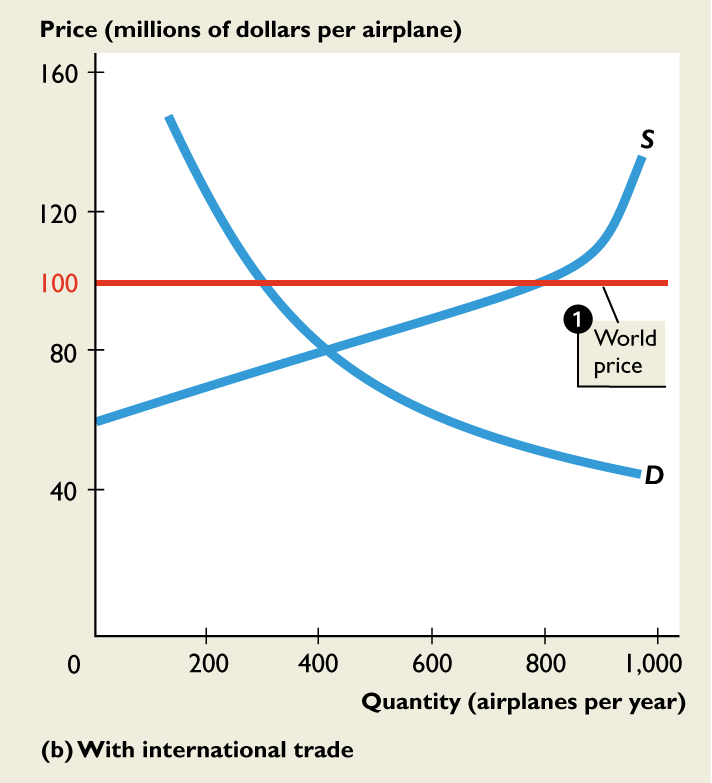 Price (millions of dollars per airplane)
160
S
120
100
1
World
price
80
D
40
0
200
400
600
800
1,000
Quantity (airplanes per year)
(b) With international trade